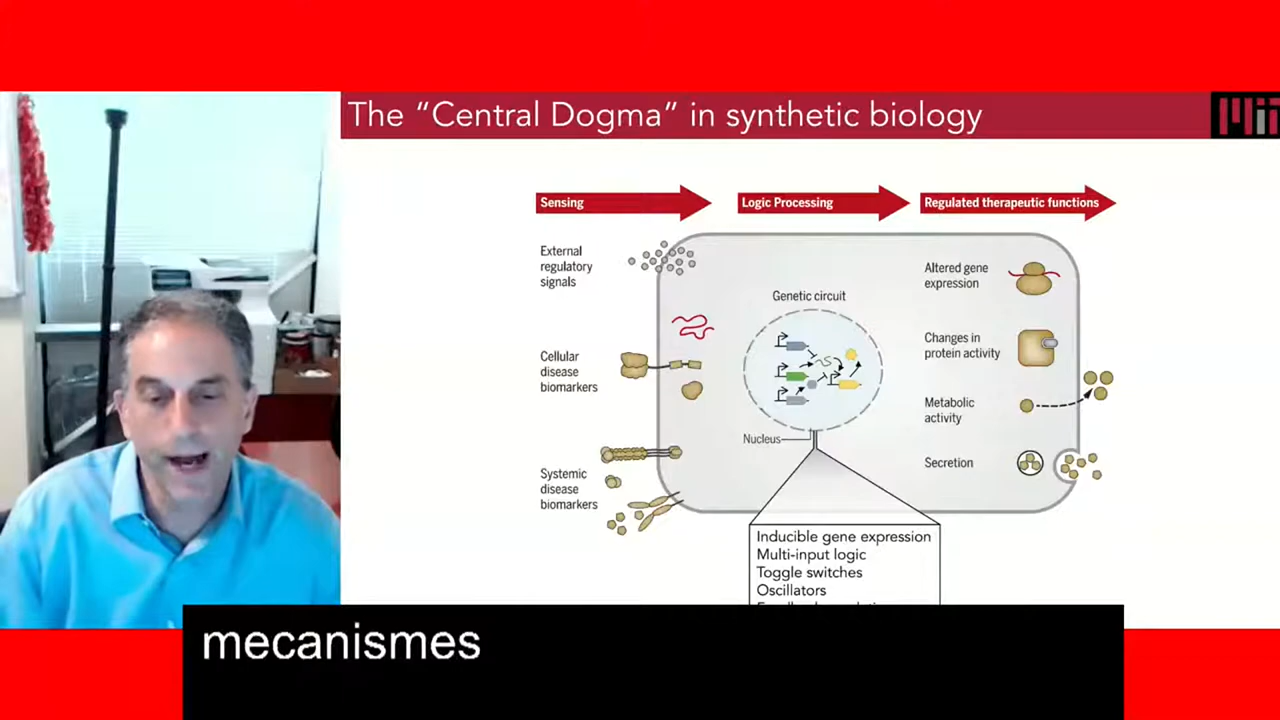 The “Central Dogma” in synthetic biology
MiT
Sensing
Logic Processing
Regulated therapeutic functions
External
regulatory
signals
Cellular
disease
biomarkers
Systemic
disease
biomarkers
Genetic circuit
Nucleus
Altered gene
expression
Changes in
protein activity
Metabolic
activity
Secretion
Inducible gene expression
Multi-input logic
Toggle switches
Oscillators
mecanismes